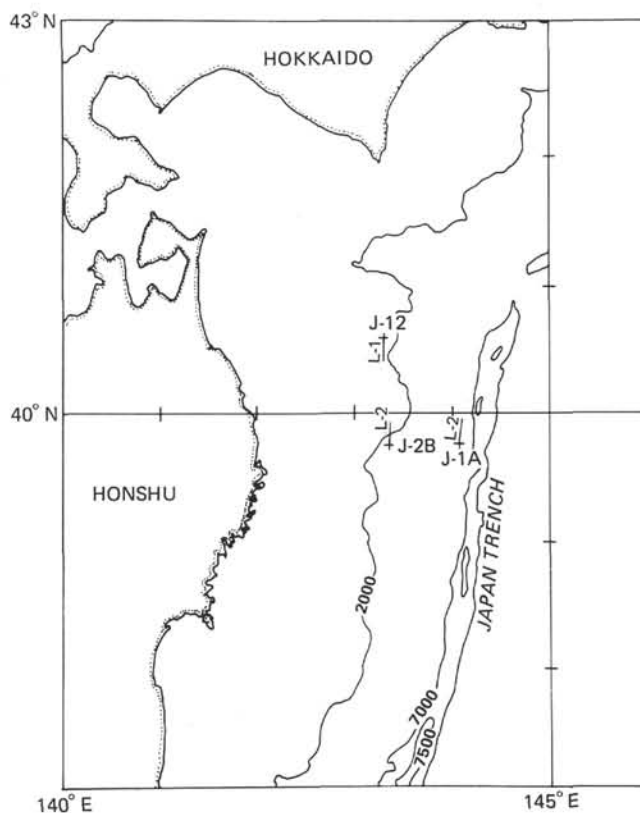 43° N
HOKKAIDO
J-12
L-1
40° N
L-2
L-2
J-2B
J-1A
HONSHU
JAPAN TRENCH
2000
7000
7500
140° E
145° E